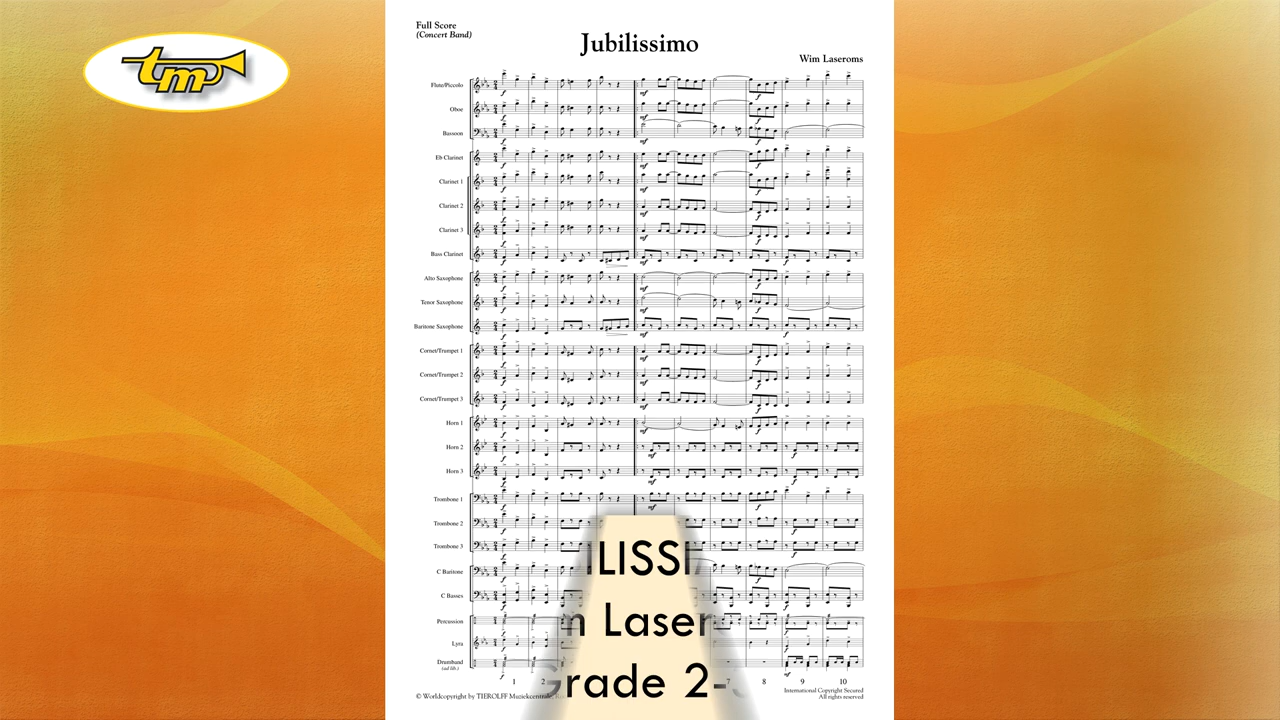 tm
Full Score
(Concert Band)
Jubilissimo
Wim Laseroms
Flute/Piccolo
Oboe
Bassoon
Eb Clarinet
Clarinet 1
Clarinet 2
Clarinet 3
Bass Clarinet
Alto Saxophone
Tenor Saxophone
Baritone Saxophone
Cornet/Trumpet 1
Cornet/Trumpet 2
Cornet/Trumpet 3
Horn 1
Horn 2
Horn 3
Trombone 1
Trombone 2
Trombone 3
C Baritone
C Basses
Percussion
Lyra
Drumband
(ad lib.)
LISSI
n Laser
Grade 2-
1 2 7 8 9 10
© Worldcopyright by TIEROLFF Muziekcentrale,
International Copyright Secured
All rights reserved